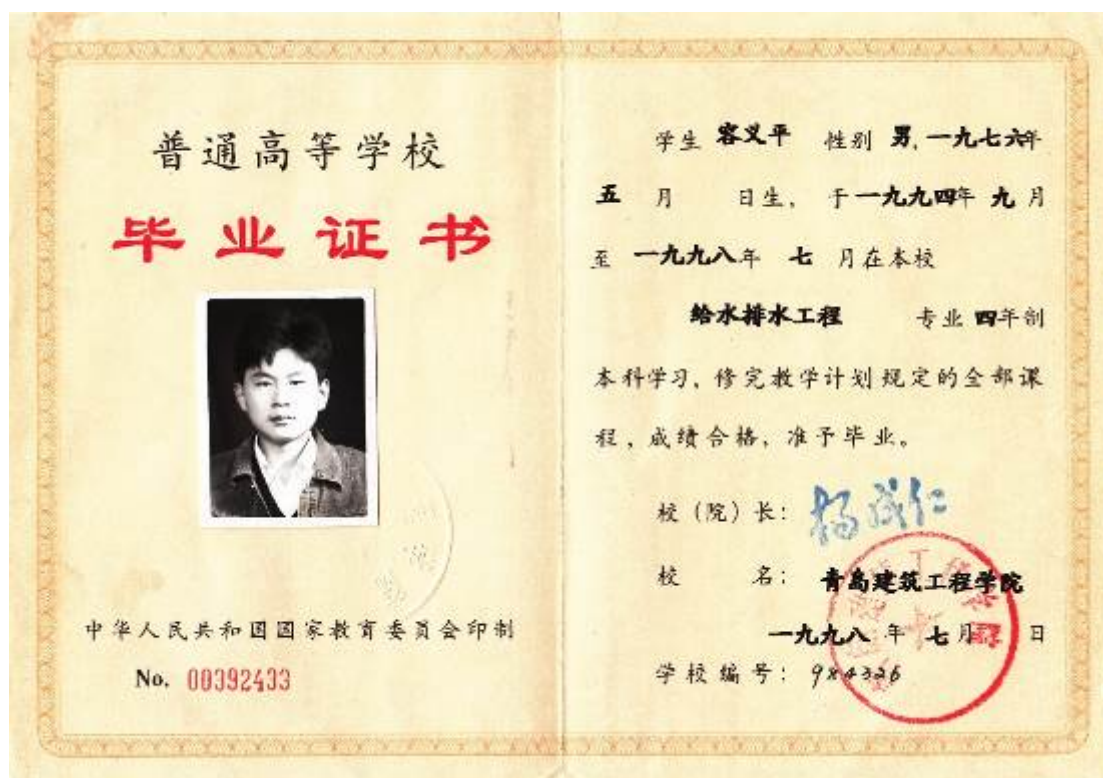 普通高等学校
毕业证书
中华人民共和国国家教育委员会印制
No. 00392433
学生 容义平 性别 男, 一九七六年
五 月 日生, 于一九九四年 九 月
至 一九九八年 七 月在本校
给水排水工程 专业 四年制
本科学习, 修完教学计划规定的全部课
程, 成绩合格, 准予毕业。
校(院)长: 杨成仁
校 名: 青岛建筑工程学院
一九九八 年 七 月 日
学校编号: 984326